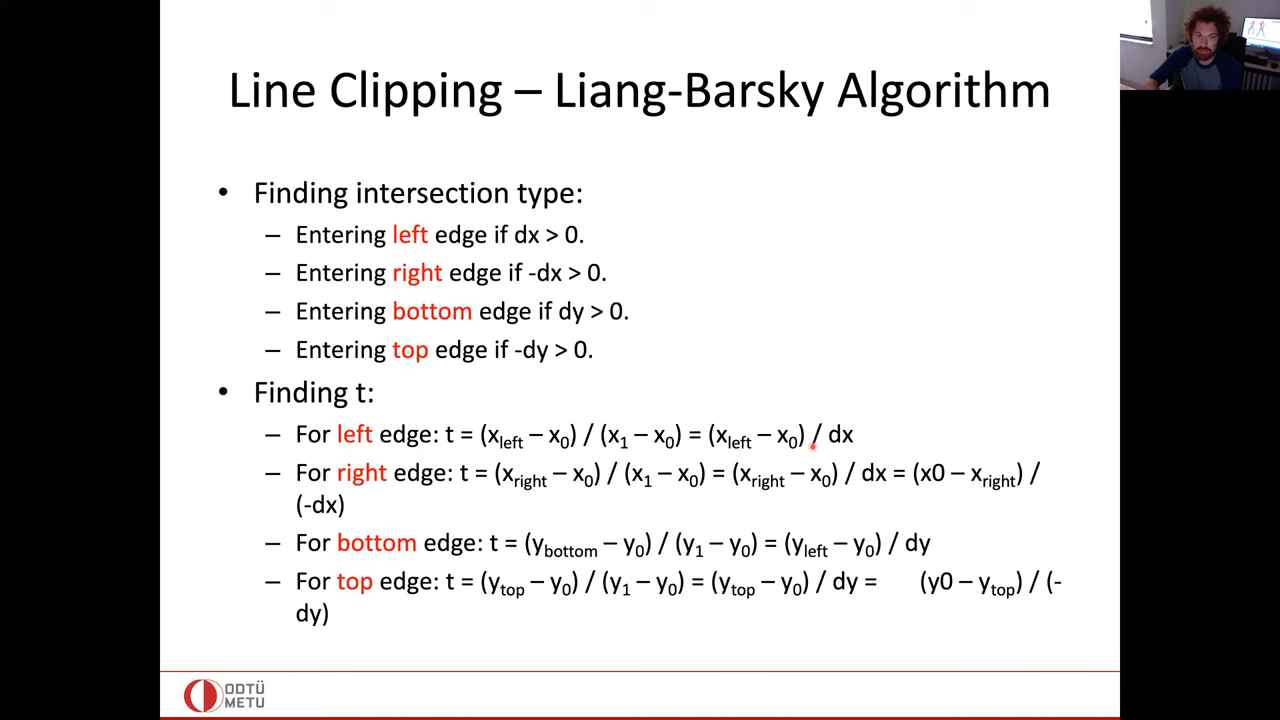 Line Clipping – Liang-Barsky Algorithm
• Finding intersection type:
– Entering left edge if dx > 0.
– Entering right edge if -dx > 0.
– Entering bottom edge if dy > 0.
– Entering top edge if -dy > 0.
• Finding t:
– For left edge: t = (xleft – x0) / (x1 – x0) = (xleft – x0) / dx
– For right edge: t = (xright – x0) / (x1 – x0) = (xright – x0) / dx = (x0 – xright) /
(-dx)
– For bottom edge: t = (ybottom – y0) / (y1 – y0) = (yleft – y0) / dy
– For top edge: t = (ytop – y0) / (y1 – y0) = (ytop – y0) / dy = (y0 – ytop) / (-
dy)
ODTÜ
METU